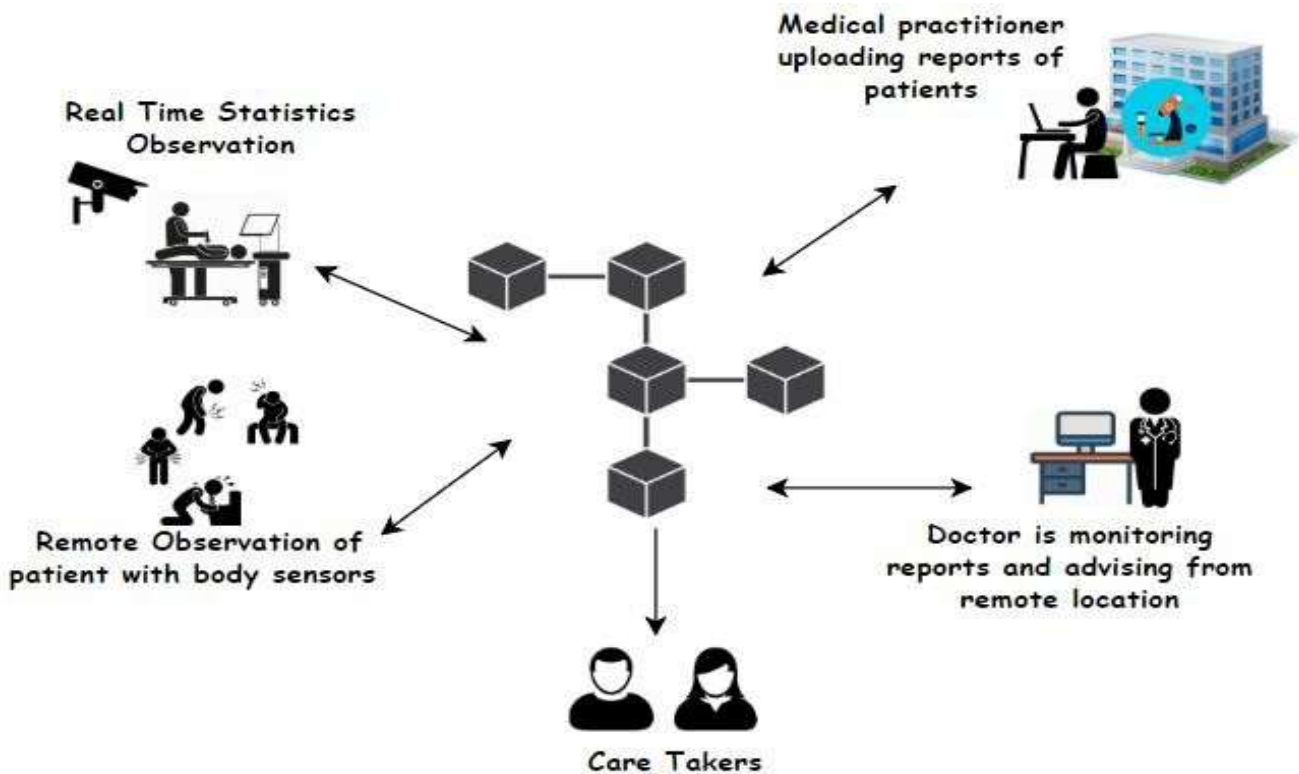 Medical practitioner
uploading reports of
patients
Real Time Statistics
Observation
Remote Observation of
patient with body sensors
Doctor is monitoring
reports and advising from
remote location
Care Takers